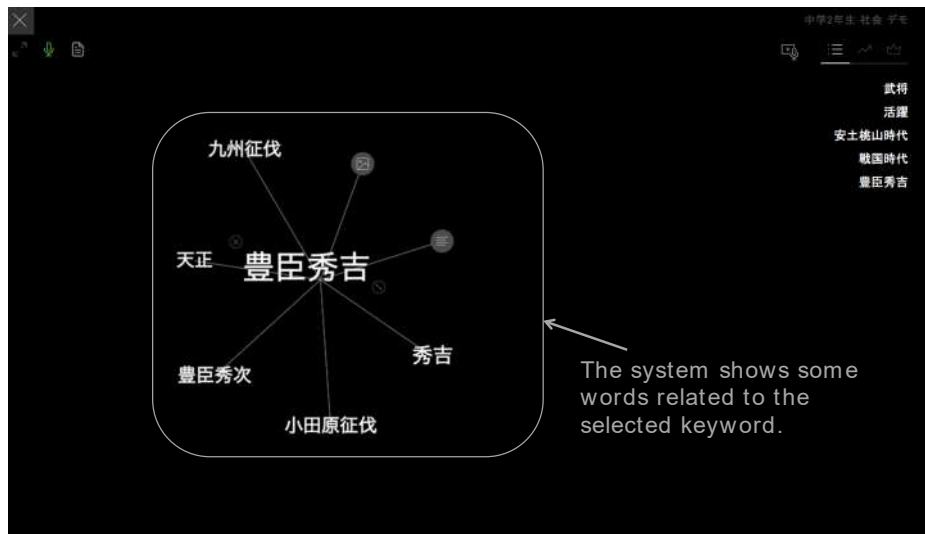 中学2年生 社会 デモ
武将
活躍
安土桃山時代
戦国時代
豊臣秀吉
九州征伐
天正
豊臣秀吉
秀吉
豊臣秀次
小田原征伐
The system shows some
words related to the
selected keyword.